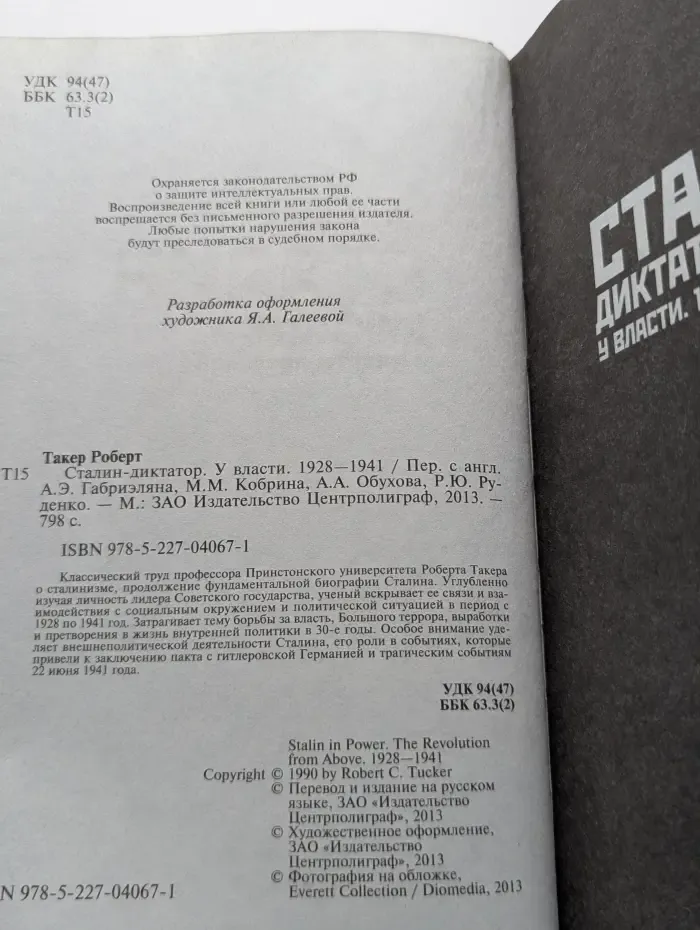 УДК 94(47)
ББК 63.3(2)
Т15
Охраняется законодательством РФ
о защите интеллектуальных прав.
Воспроизведение всей книги или любой ее части
воспрещается без письменного разрешения издателя.
Любые попытки нарушения закона
будут преследоваться в судебном порядке.
Разработка оформления
художника Я.А. Галеевой
Такер Роберт
Т15 Сталин-диктатор. У власти. 1928—1941 / Пер. с англ.
А.Э. Габриэляна, М.М. Кобрина, А.А. Обухова, Р.Ю. Ру-
денко. — М.: ЗАО Издательство Центрполиграф, 2013. —
798 с.
ISBN 978-5-227-04067-1
Классический труд профессора Принстонского университета Роберта Такера
о сталинизме, продолжение фундаментальной биографии Сталина. Углубленно
изучая личность лидера Советского государства, ученый вскрывает ее связи и вза-
имодействия с социальным окружением и политической ситуацией в период с
1928 по 1941 год. Затрагивает тему борьбы за власть, Большого террора, выработки
и претворения в жизнь внутренней политики в 30-е годы. Особое внимание уде-
ляет внешнеполитической деятельности Сталина, его роли в событиях, которые
привели к заключению пакта с гитлеровской Германией и трагическим событиям
22 июня 1941 года.
УДК 94(47)
ББК 63.3(2)
Stalin in Power. The Revolution
from Above, 1928—1941
Copyright © 1990 by Robert C. Tucker
© Перевод и издание на русском
языке, ЗАО «Издательство
Центрполиграф», 2013
© Художественное оформление,
ЗАО «Издательство
Центрполиграф», 2013
© Фотография на обложке,
Everett Collection / Diomedia, 2013
N 978-5-227-04067-1
СТА
ДИКТАТ
У ВЛАСТИ.